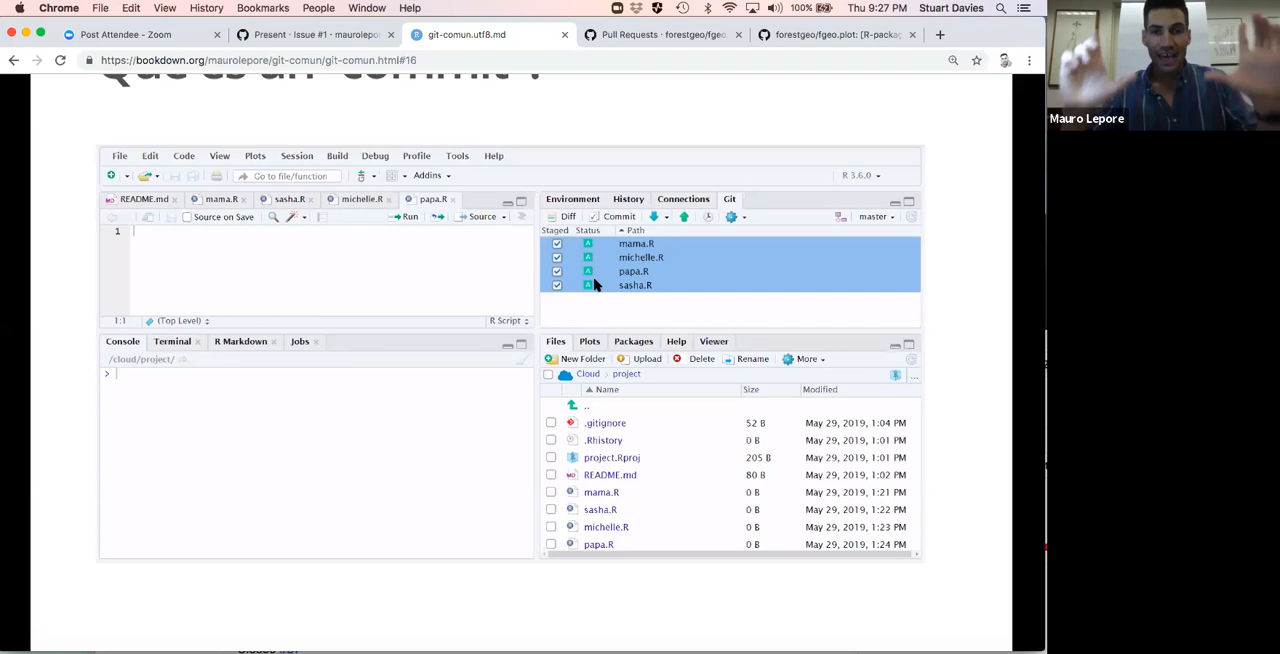 Chrome File Edit View History Bookmarks People Window Help 100% Thu 9:27 PM Stuart Davies
Post Attendee - Zoom
Present · Issue #1 · maurolepor
git-comun.utf8.md
Pull Requests · forestgeo/fgeo.
forestgeo/fgeo.plot: [R-packag
https://bookdown.org/maurolepore/git-comun/git-comun.html#16
Mauro Lepore
File Edit Code View Plots Session Build Debug Profile Tools Help
Go to file/function Addins R 3.6.0
README.md mama.R sasha.R michelle.R papa.R
Source on Save Run Source
1
1:1 (Top Level) R Script
Environment History Connections Git
Diff Commit master
Staged Status Path
A mama.R
A michelle.R
A papa.R
A sasha.R
Console Terminal R Markdown Jobs
/cloud/project/
>
Files Plots Packages Help Viewer
New Folder Upload Delete Rename More
Cloud project
Name Size Modified
..
.gitignore 52 B May 29, 2019, 1:04 PM
.Rhistory 0 B May 29, 2019, 1:01 PM
project.Rproj 205 B May 29, 2019, 1:01 PM
README.md 80 B May 29, 2019, 1:02 PM
mama.R 0 B May 29, 2019, 1:21 PM
sasha.R 0 B May 29, 2019, 1:22 PM
michelle.R 0 B May 29, 2019, 1:23 PM
papa.R 0 B May 29, 2019, 1:24 PM